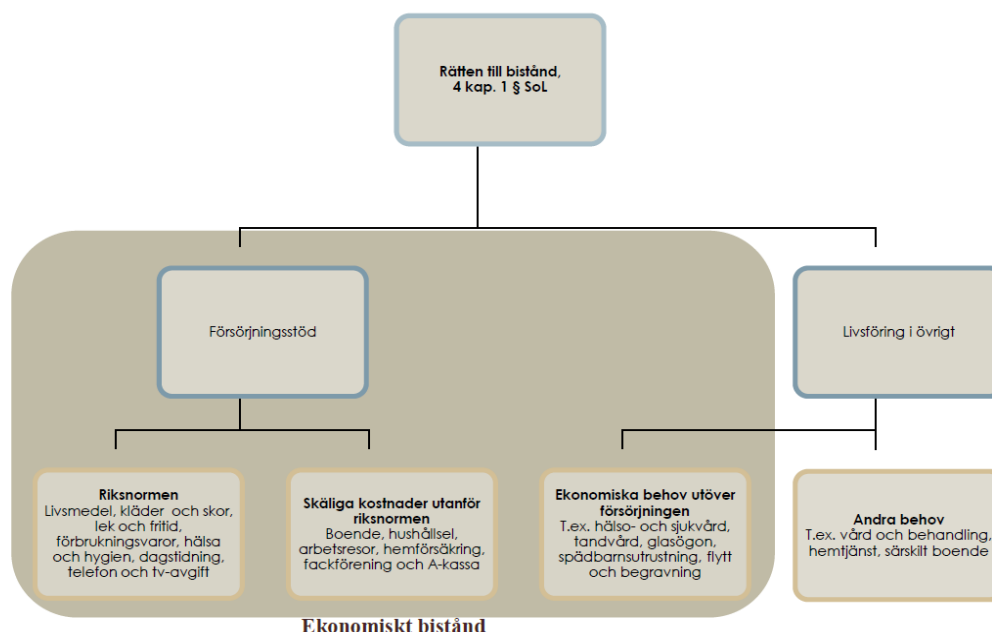 Rätten till bistånd,
4 kap. 1 § SoL
Försörjningsstöd
Livsföring i övrigt
Riksnormen
Livsmedel, kläder och skor,
lek och fritid,
förbrukningsvaror, hälsa
och hygien, dagstidning,
telefon och tv-avgift
Skäliga kostnader utanför
riksnormen
Boende, hushållsel,
arbetsresor, hemförsäkring,
fackförening och A-kassa
Ekonomiska behov utöver
försörjningen
T.ex. hälso- och sjukvård,
tandvård, glasögon,
spädbarnsutrustning, flytt
och begravning
Andra behov
T.ex. vård och behandling,
hemtjänst, särskilt boende
Ekonomiskt bistånd